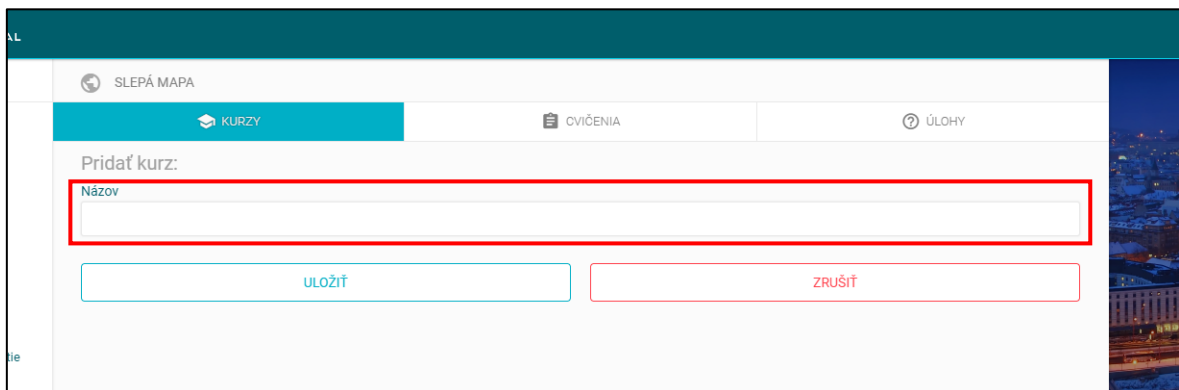 AL
SLEPÁ MAPA
KURZY
CVIČENIA
ÚLOHY
Pridať kurz:
Názov
ULOŽIŤ
ZRUŠIŤ
tie